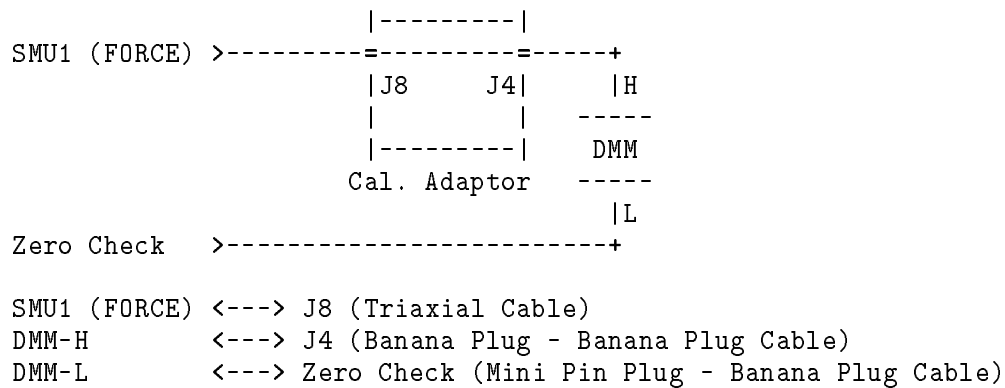 |---------|
SMU1 (FORCE) >---------=---------=-----+
|J8 J4| |H
| | -----
|---------| DMM
Cal. Adaptor -----
|L
Zero Check >-------------------------+
SMU1 (FORCE) <---> J8 (Triaxial Cable)
DMM-H <---> J4 (Banana Plug - Banana Plug Cable)
DMM-L <---> Zero Check (Mini Pin Plug - Banana Plug Cable)